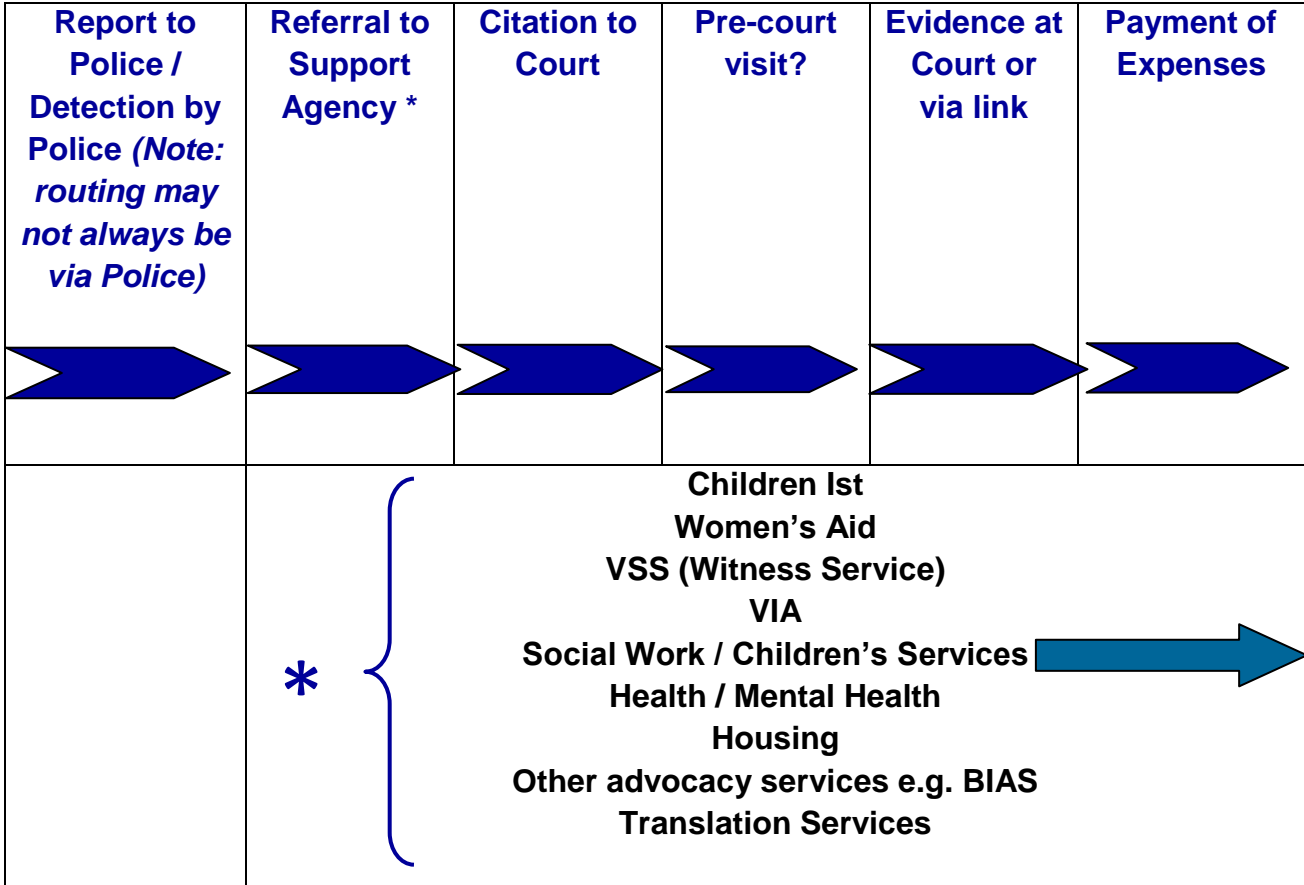 Report to
Police /
Detection by
Police (Note:
routing may
not always be
via Police)
Referral to
Support
Agency *
Citation to
Court
Pre-court
visit?
Evidence at
Court or
via link
Payment of
Expenses
*
Children Ist
Women's Aid
VSS (Witness Service)
VIA
Social Work / Children's Services
Health / Mental Health
Housing
Other advocacy services e.g. BIAS
Translation Services